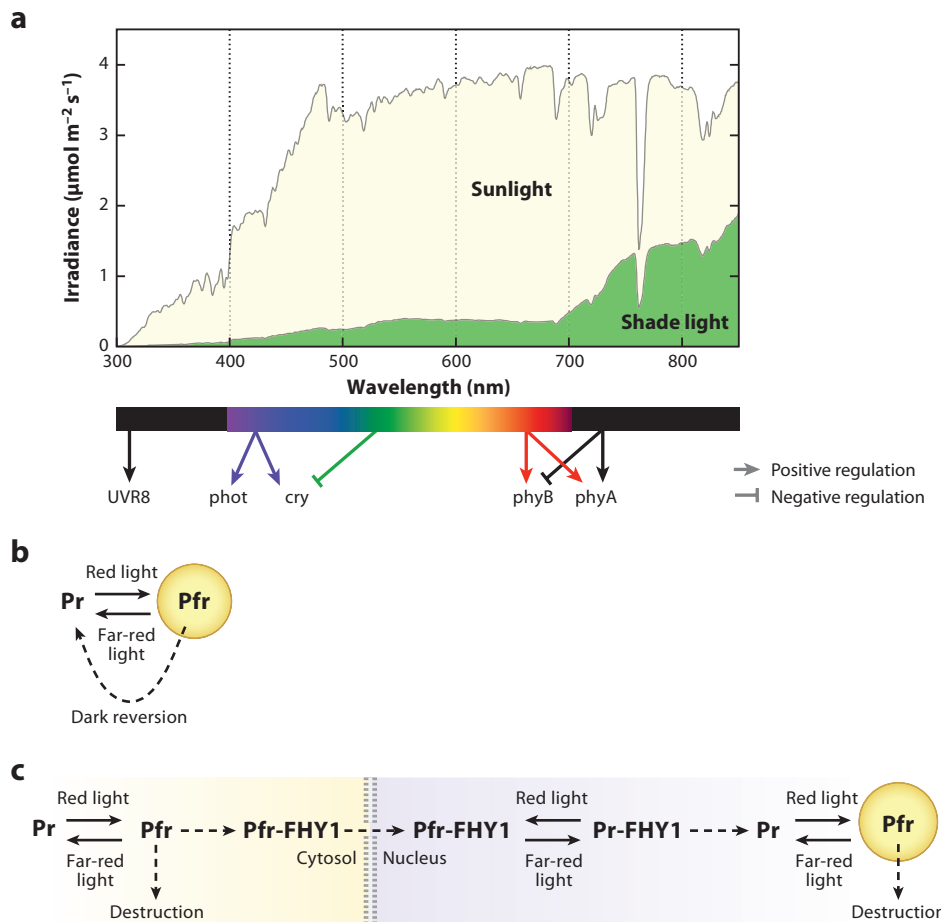 a
Irradiance (μmol m⁻² s⁻¹)
4
3
2
1
0
Sunlight
Shade light
300 400 500 600 700 800
Wavelength (nm)
UVR8 phot cry phyB phyA
Positive regulation
Negative regulation
b
Red light
Pr Pfr
Far-red
light
Dark reversion
c
Red light Red light Red light
Pr Pfr Pfr-FHY1 Pfr-FHY1 Pr-FHY1 Pr Pfr
Far-red Cytosol Nucleus Far-red Far-red
light light light
Destruction Destruction